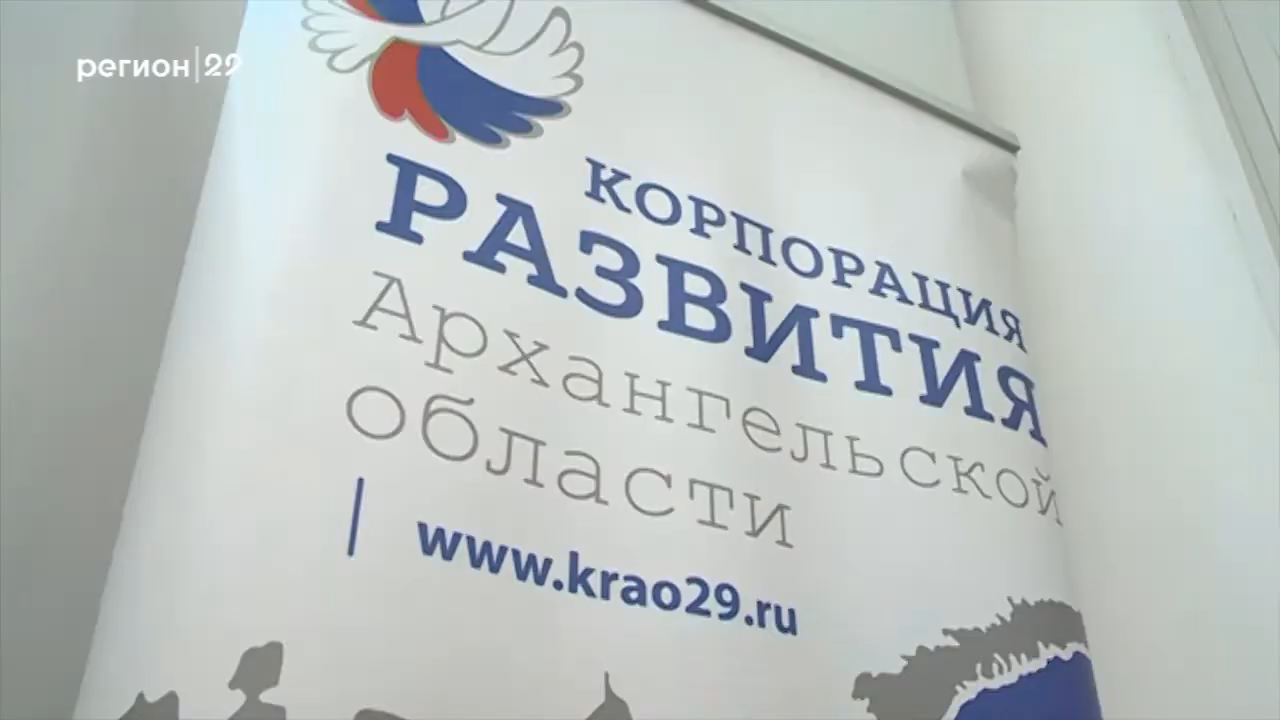 регион|29
КОРПОРАЦИЯ
РАЗВИТИЯ
Архангельской
области
www.krao29.ru